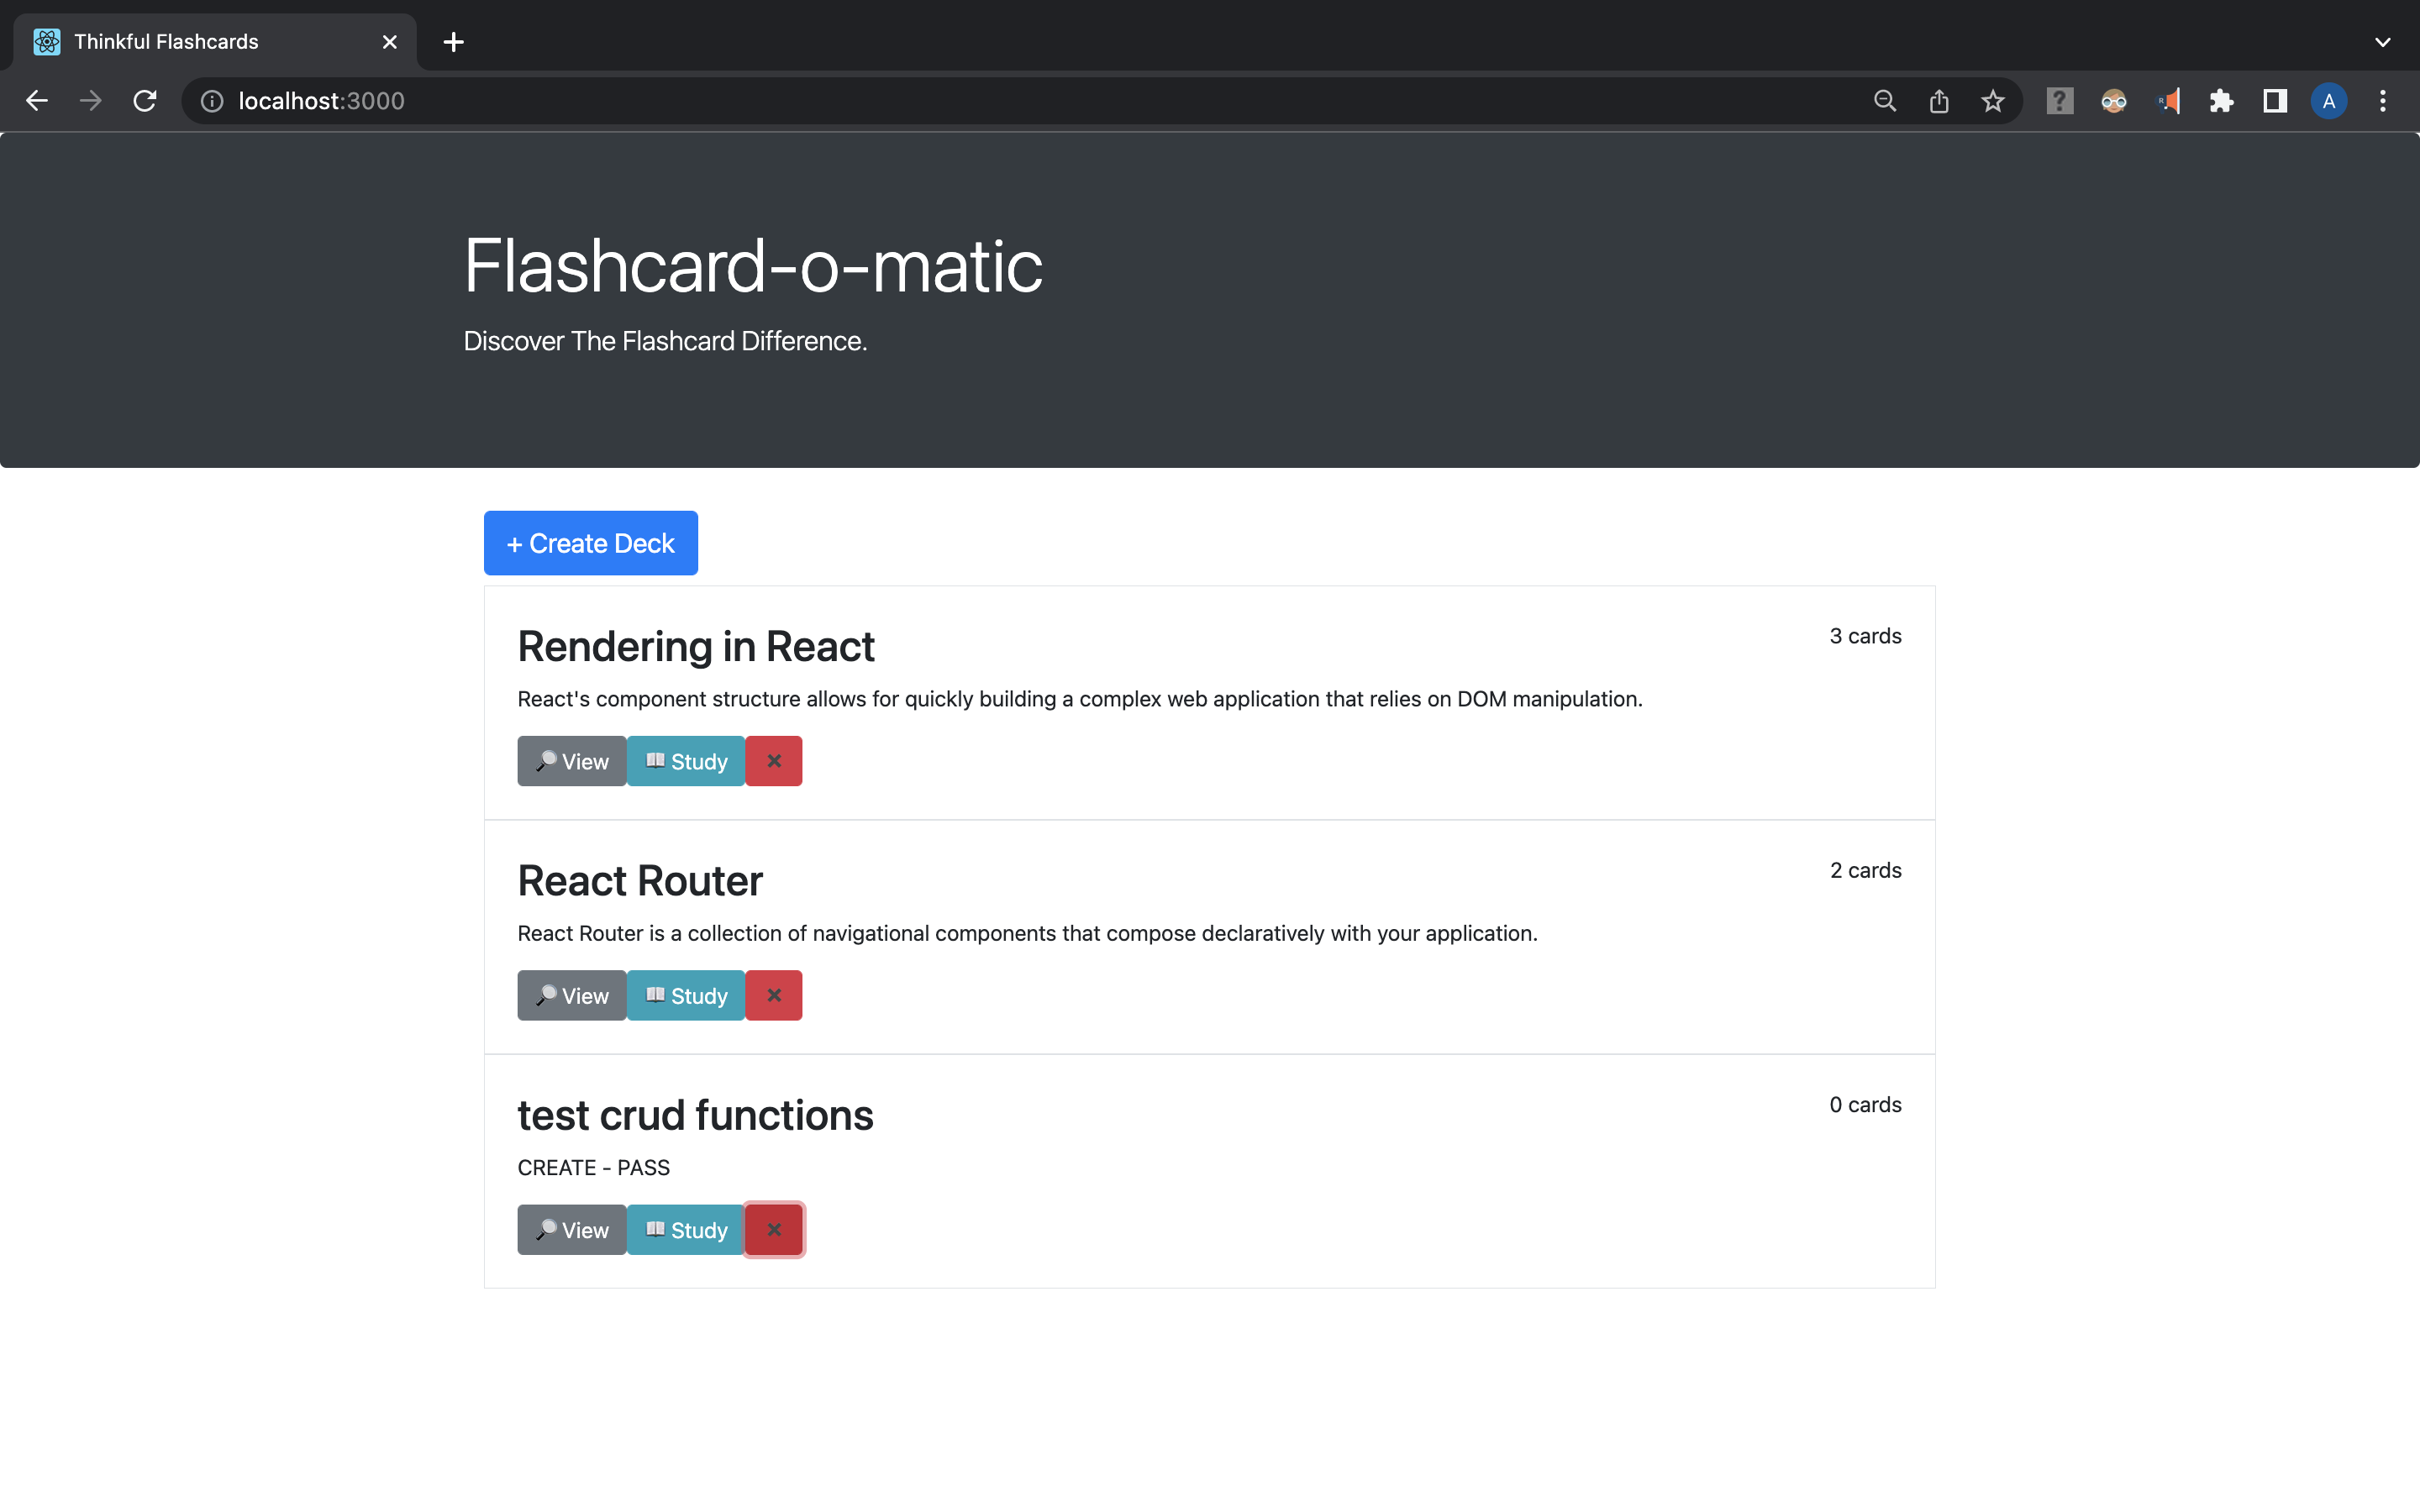 Thinkful Flashcards
localhost:3000
A
Flashcard-o-matic
Discover The Flashcard Difference.
+ Create Deck
Rendering in React
3 cards
React's component structure allows for quickly building a complex web application that relies on DOM manipulation.
View Study
React Router
2 cards
React Router is a collection of navigational components that compose declaratively with your application.
View Study
test crud functions
0 cards
CREATE - PASS
View Study